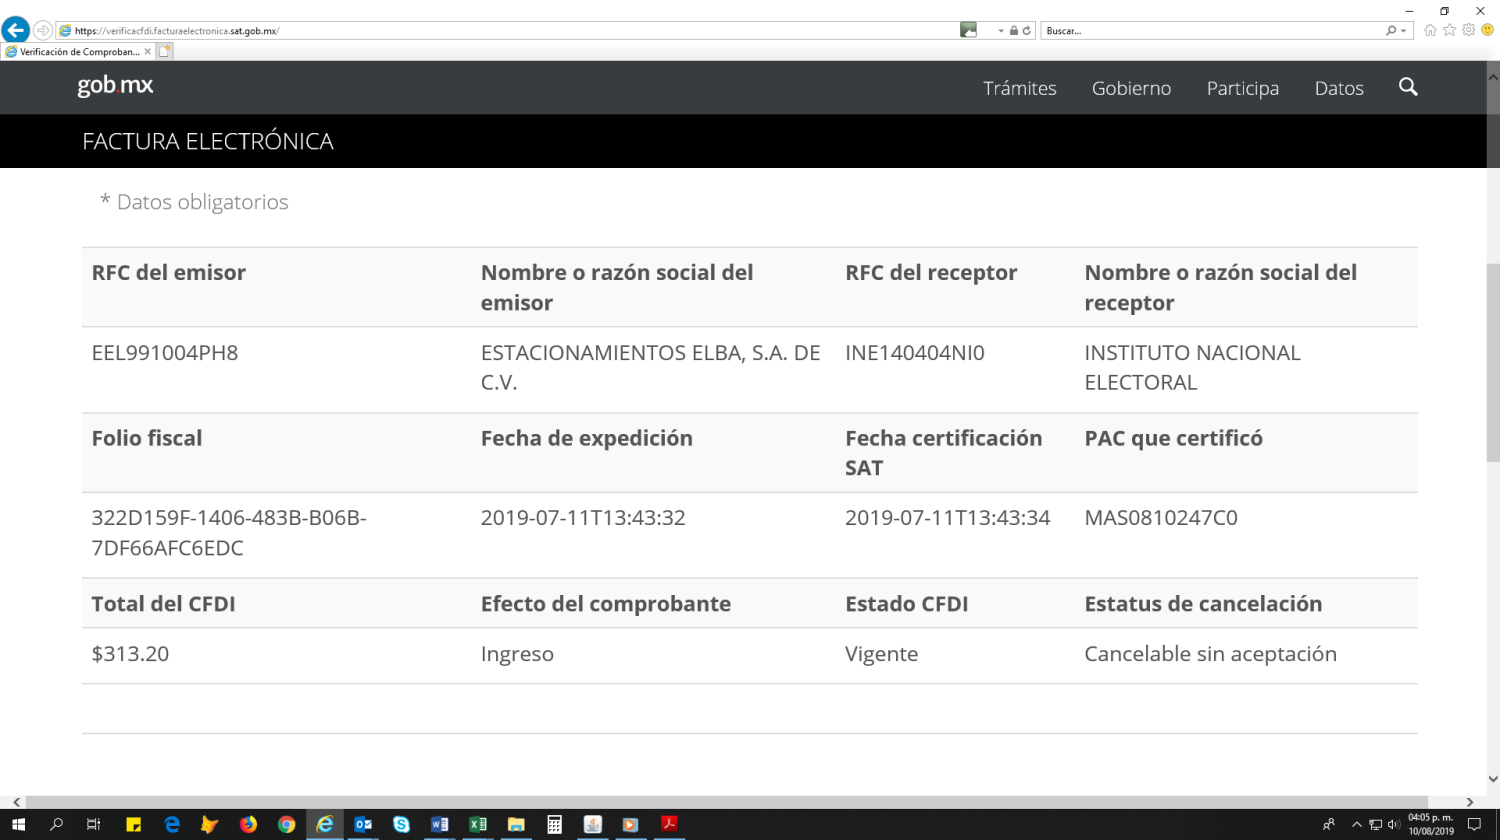 https://verificacfdi.facturaelectronica.sat.gob.mx/
Buscar...
Verificación de Comproban...
gob.mx
Trámites Gobierno Participa Datos
FACTURA ELECTRÓNICA
* Datos obligatorios
RFC del emisor Nombre o razón social del emisor RFC del receptor Nombre o razón social del receptor
EEL991004PH8 ESTACIONAMIENTOS ELBA, S.A. DE C.V. INE140404NI0 INSTITUTO NACIONAL ELECTORAL
Folio fiscal Fecha de expedición Fecha certificación SAT PAC que certificó
322D159F-1406-483B-B06B-7DF66AFC6EDC 2019-07-11T13:43:32 2019-07-11T13:43:34 MAS0810247C0
Total del CFDI Efecto del comprobante Estado CFDI Estatus de cancelación
$313.20 Ingreso Vigente Cancelable sin aceptación
04:05 p. m.
10/08/2019